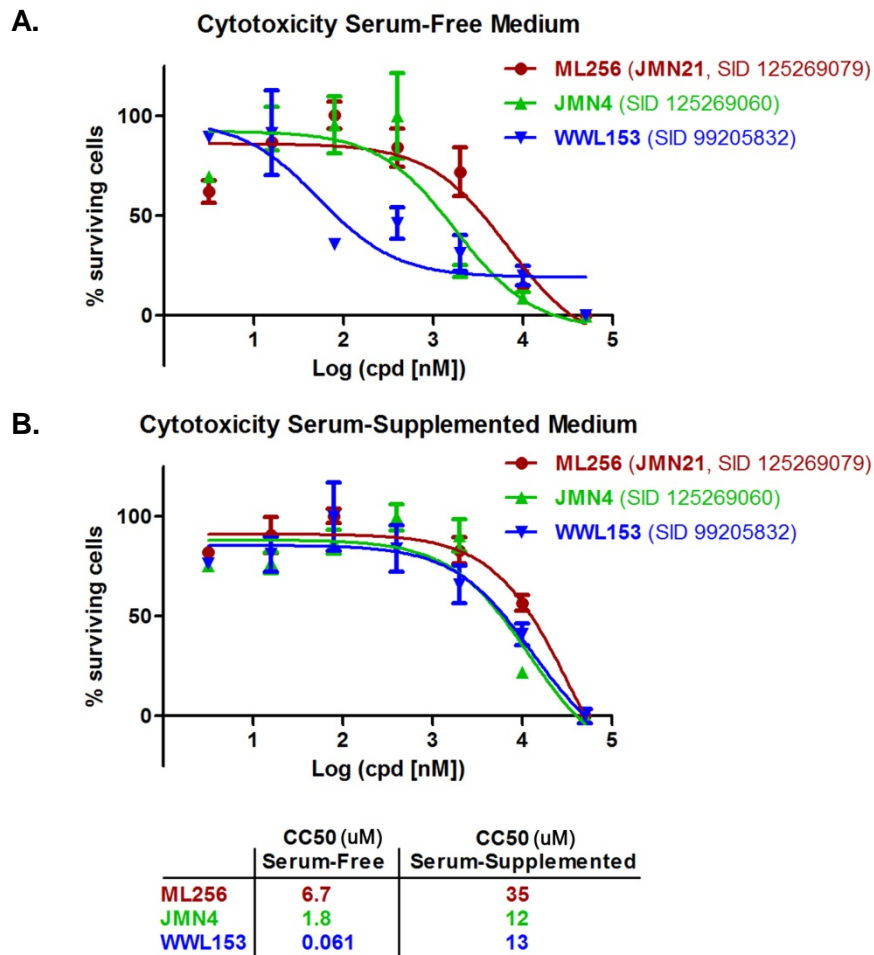 A.
Cytotoxicity Serum-Free Medium
ML256 (JMN21, SID 125269079)
JMN4 (SID 125269060)
WWL153 (SID 99205832)
% surviving cells
100
50
0
1 2 3 4 5
Log (cpd [nM])
B.
Cytotoxicity Serum-Supplemented Medium
ML256 (JMN21, SID 125269079)
JMN4 (SID 125269060)
WWL153 (SID 99205832)
% surviving cells
100
50
0
1 2 3 4 5
Log (cpd [nM])
CC50 (uM) CC50 (uM)
Serum-Free Serum-Supplemented
ML256 6.7 35
JMN4 1.8 12
WWL153 0.061 13